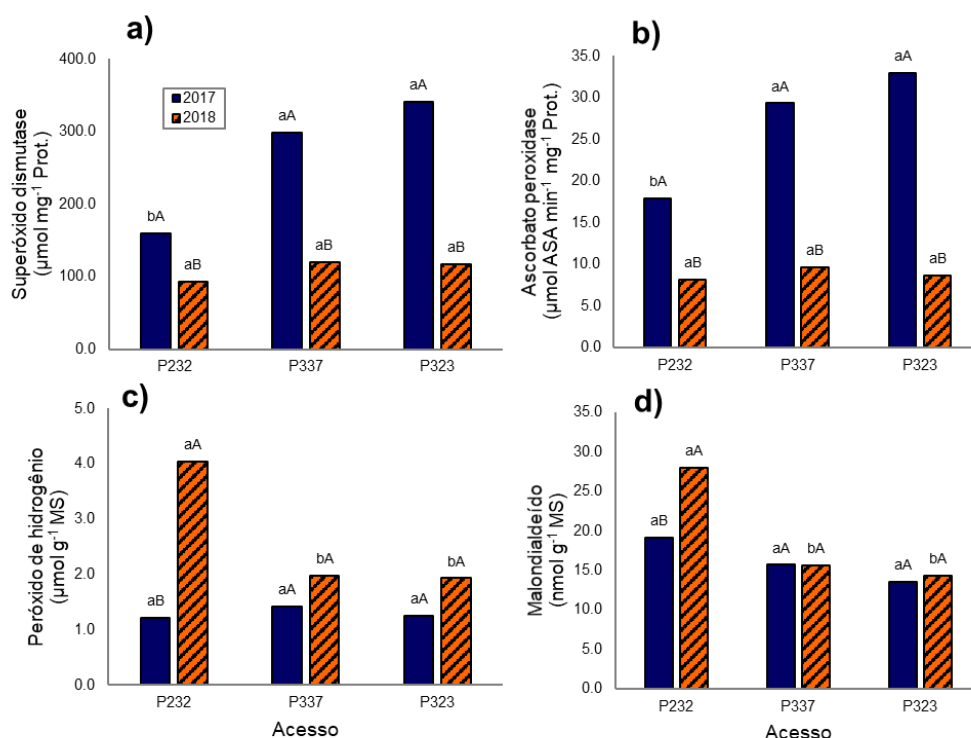 a)
Superóxido dismutase
(µmol mg-1 Prot.)
400.0
300.0
200.0
100.0
0.0
2017
2018
bA
aB
aA
aB
aA
aB
P232
P337
P323
b)
Ascorbato peroxidase
(µmol ASA min-1 mg-1 Prot.)
35.0
30.0
25.0
20.0
15.0
10.0
5.0
0.0
bA
aB
aA
aB
aA
aB
P232
P337
P323
c)
Peróxido de hidrogênio
(µmol g-1 MS)
5.0
4.0
3.0
2.0
1.0
0.0
aB
aA
aA
bA
aA
bA
P232
P337
P323
Acesso
d)
Malondialdeído
(nmol g-1 MS)
35.0
30.0
25.0
20.0
15.0
10.0
5.0
0.0
aB
aA
aA
bA
aA
bA
P232
P337
P323
Acesso